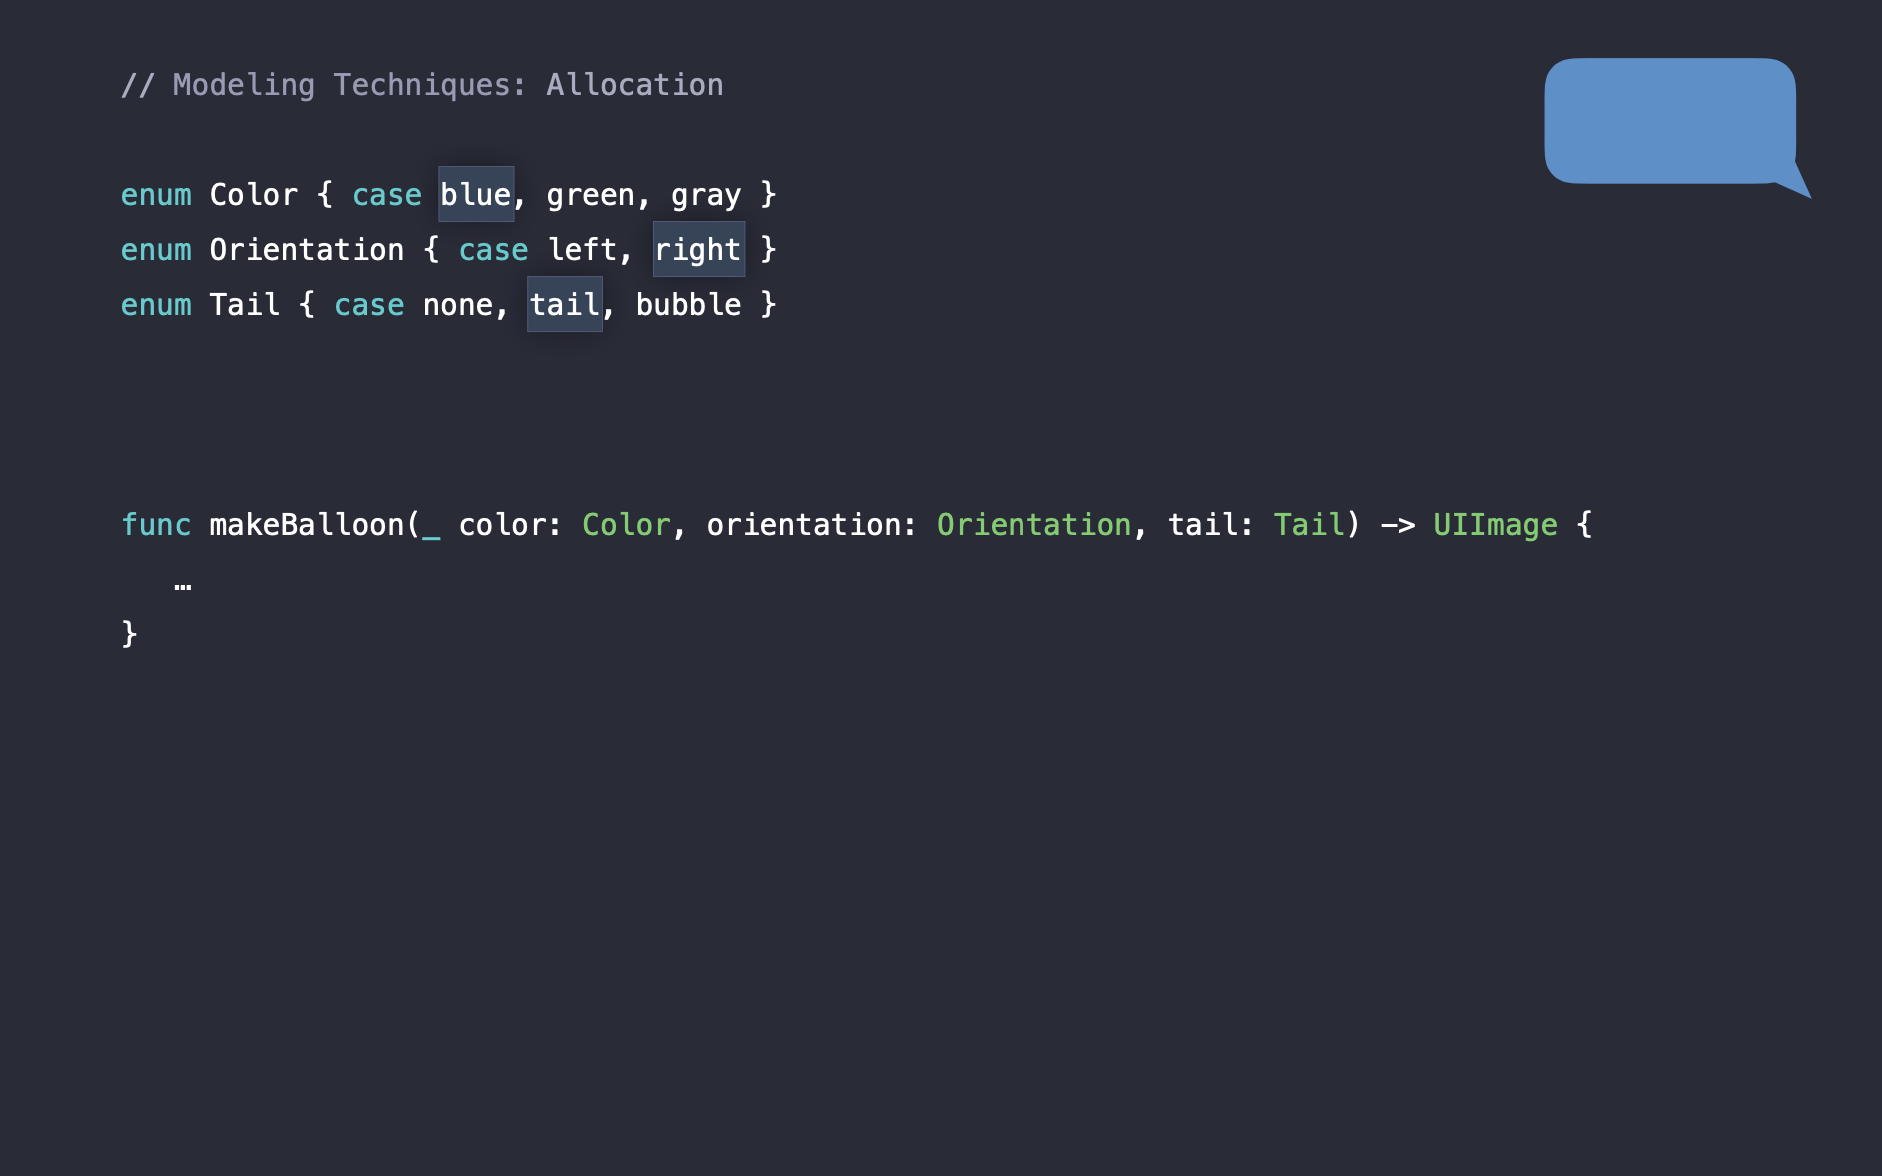 // Modeling Techniques: Allocation
enum Color { case blue, green, gray }
enum Orientation { case left, right }
enum Tail { case none, tail, bubble }
func makeBalloon(_ color: Color, orientation: Orientation, tail: Tail) -> UIImage {
…
}